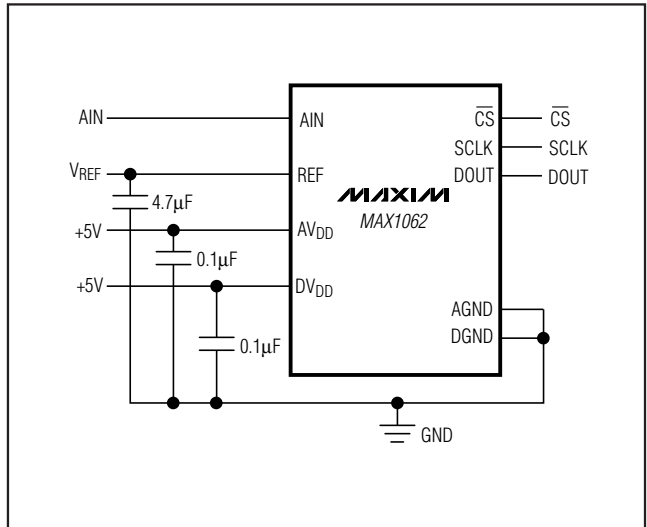 AIN
VREF
4.7µF
+5V
0.1µF
+5V
0.1µF
AIN
REF
AVDD
DVDD
MAXIM
MAX1062
CS
SCLK
DOUT
AGND
DGND
CS
SCLK
DOUT
GND